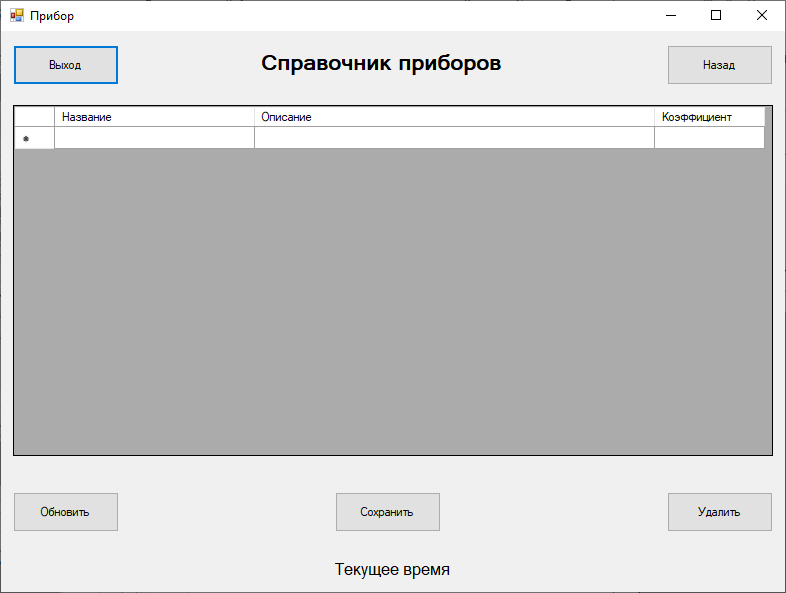 Прибор
Выход
Справочник приборов
Назад
Название Описание Коэффициент
Обновить
Сохранить
Удалить
Текущее время